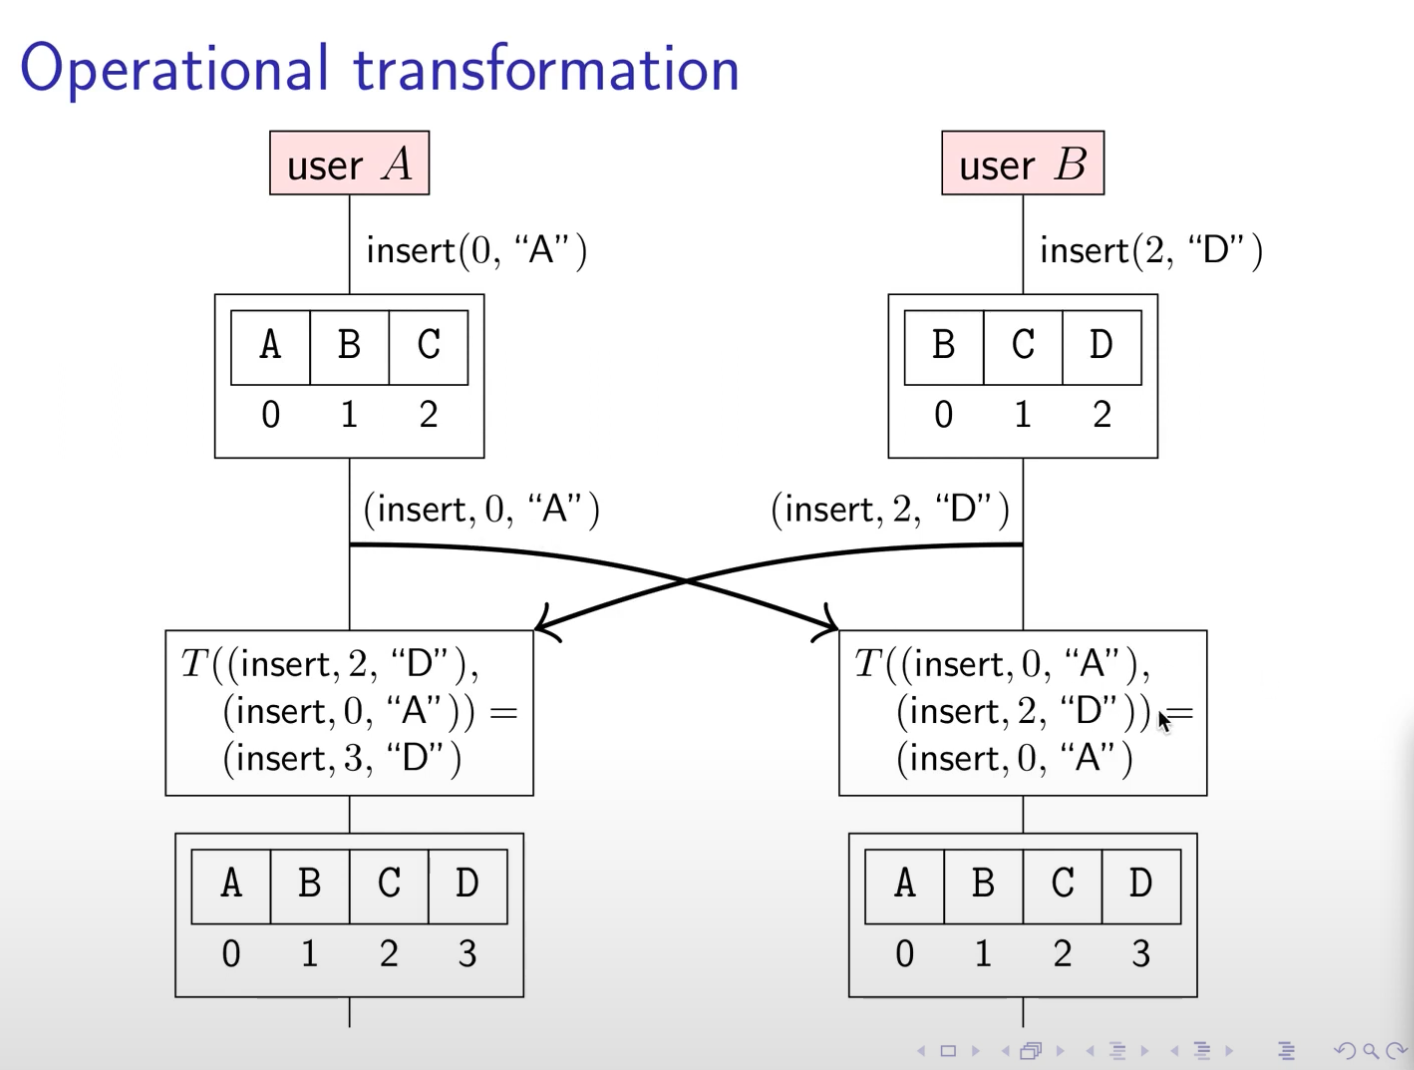 Operational transformation
user A
user B
insert(0, “A”)
insert(2, “D”)
A B C
0 1 2
B C D
0 1 2
(insert, 0, “A”)
(insert, 2, “D”)
T((insert, 2, “D”),
(insert, 0, “A”)) =
(insert, 3, “D”)
T((insert, 0, “A”),
(insert, 2, “D”)) =
(insert, 0, “A”)
A B C D
0 1 2 3
A B C D
0 1 2 3